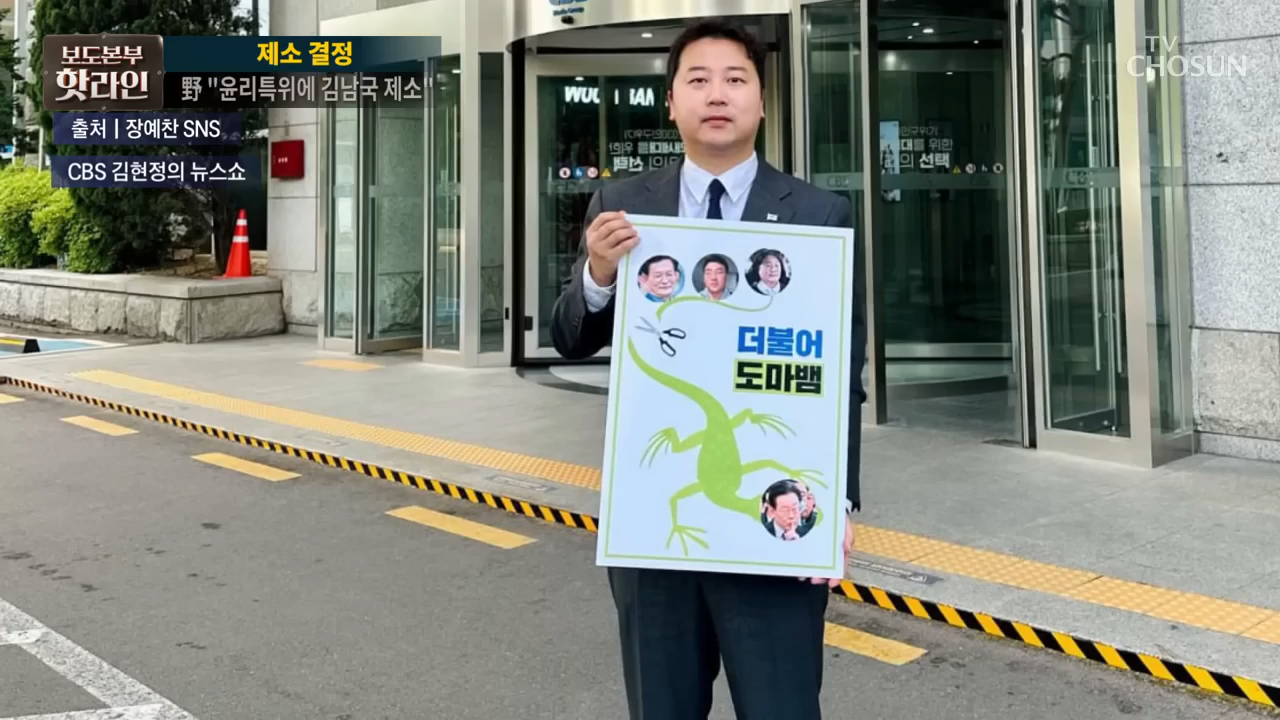 보도본부
핫라인
제소 결정
野 "윤리특위에 김남국 제소"
출처 | 장예찬 SNS
CBS 김현정의 뉴스쇼
TV
CHOSUN
더불어
도마뱀